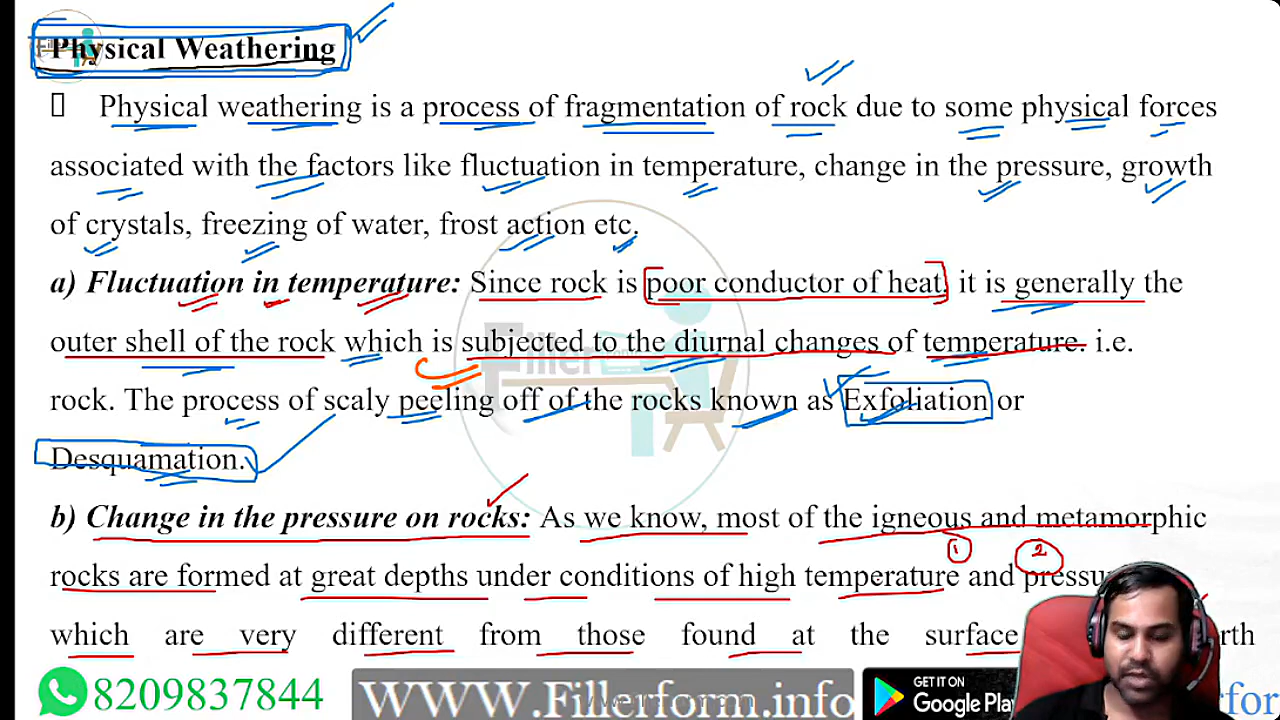 Physical Weathering
Physical weathering is a process of fragmentation of rock due to some physical forces
associated with the factors like fluctuation in temperature, change in the pressure, growth
of crystals, freezing of water, frost action etc.
a) Fluctuation in temperature: Since rock is poor conductor of heat, it is generally the
outer shell of the rock which is subjected to the diurnal changes of temperature. i.e.
rock. The process of scaly peeling off of the rocks known as Exfoliation or
Desquamation.
b) Change in the pressure on rocks: As we know, most of the igneous and metamorphic
1 2
rocks are formed at great depths under conditions of high temperature and
which are very different from those found at the surface
8209837844
WWW.Fillerform.info
GET IT ON
Google Play